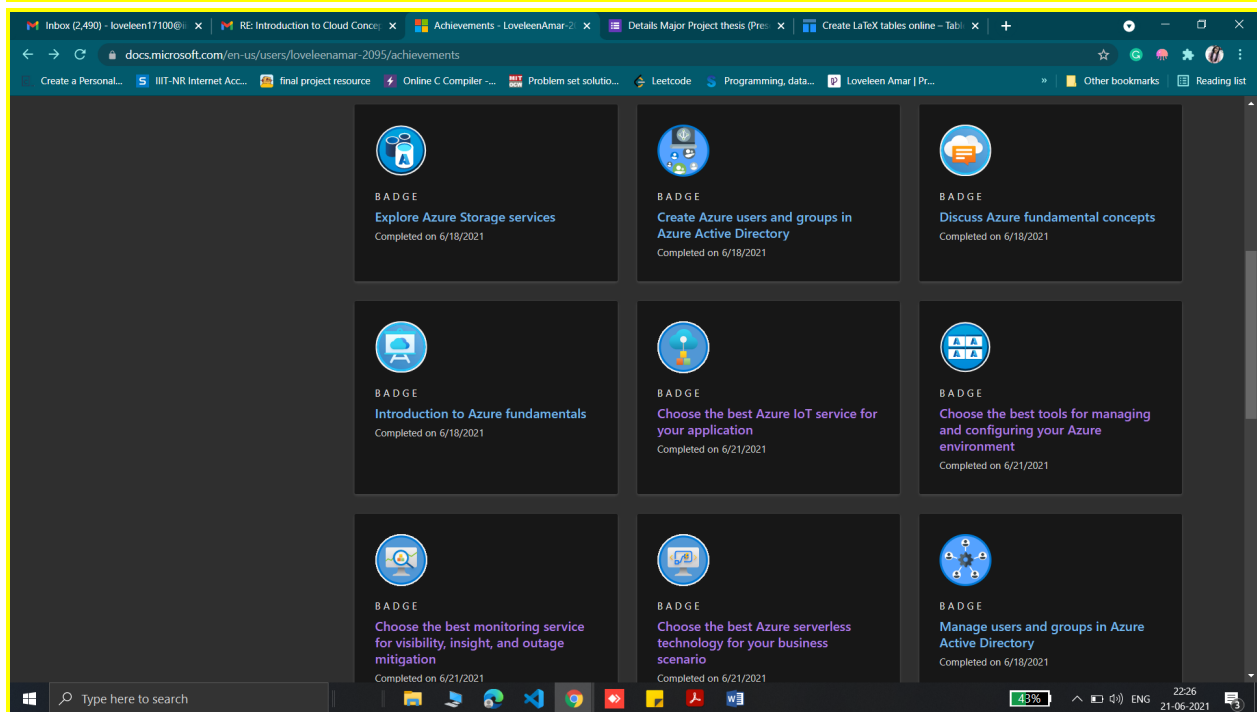 Inbox (2,490) - loveleen17100@ii
RE: Introduction to Cloud Concep
Achievements - LoveleenAmar-20
Details Major Project thesis (Pres
Create LaTeX tables online – Tabl
docs.microsoft.com/en-us/users/loveleenamar-2095/achievements
Create a Personal...
IIIT-NR Internet Acc...
final project resource
Online C Compiler -...
Problem set solutio...
Leetcode
Programming, data...
Loveleen Amar | Pr...
»
Other bookmarks
Reading list
BADGE
Explore Azure Storage services
Completed on 6/18/2021
BADGE
Create Azure users and groups in
Azure Active Directory
Completed on 6/18/2021
BADGE
Discuss Azure fundamental concepts
Completed on 6/18/2021
BADGE
Introduction to Azure fundamentals
Completed on 6/18/2021
BADGE
Choose the best Azure IoT service for
your application
Completed on 6/21/2021
BADGE
Choose the best tools for managing
and configuring your Azure
environment
Completed on 6/21/2021
BADGE
Choose the best monitoring service
for visibility, insight, and outage
mitigation
Completed on 6/21/2021
BADGE
Choose the best Azure serverless
technology for your business
scenario
Completed on 6/21/2021
BADGE
Manage users and groups in Azure
Active Directory
Completed on 6/18/2021
Type here to search
43%
ENG
22:26
21-06-2021
3